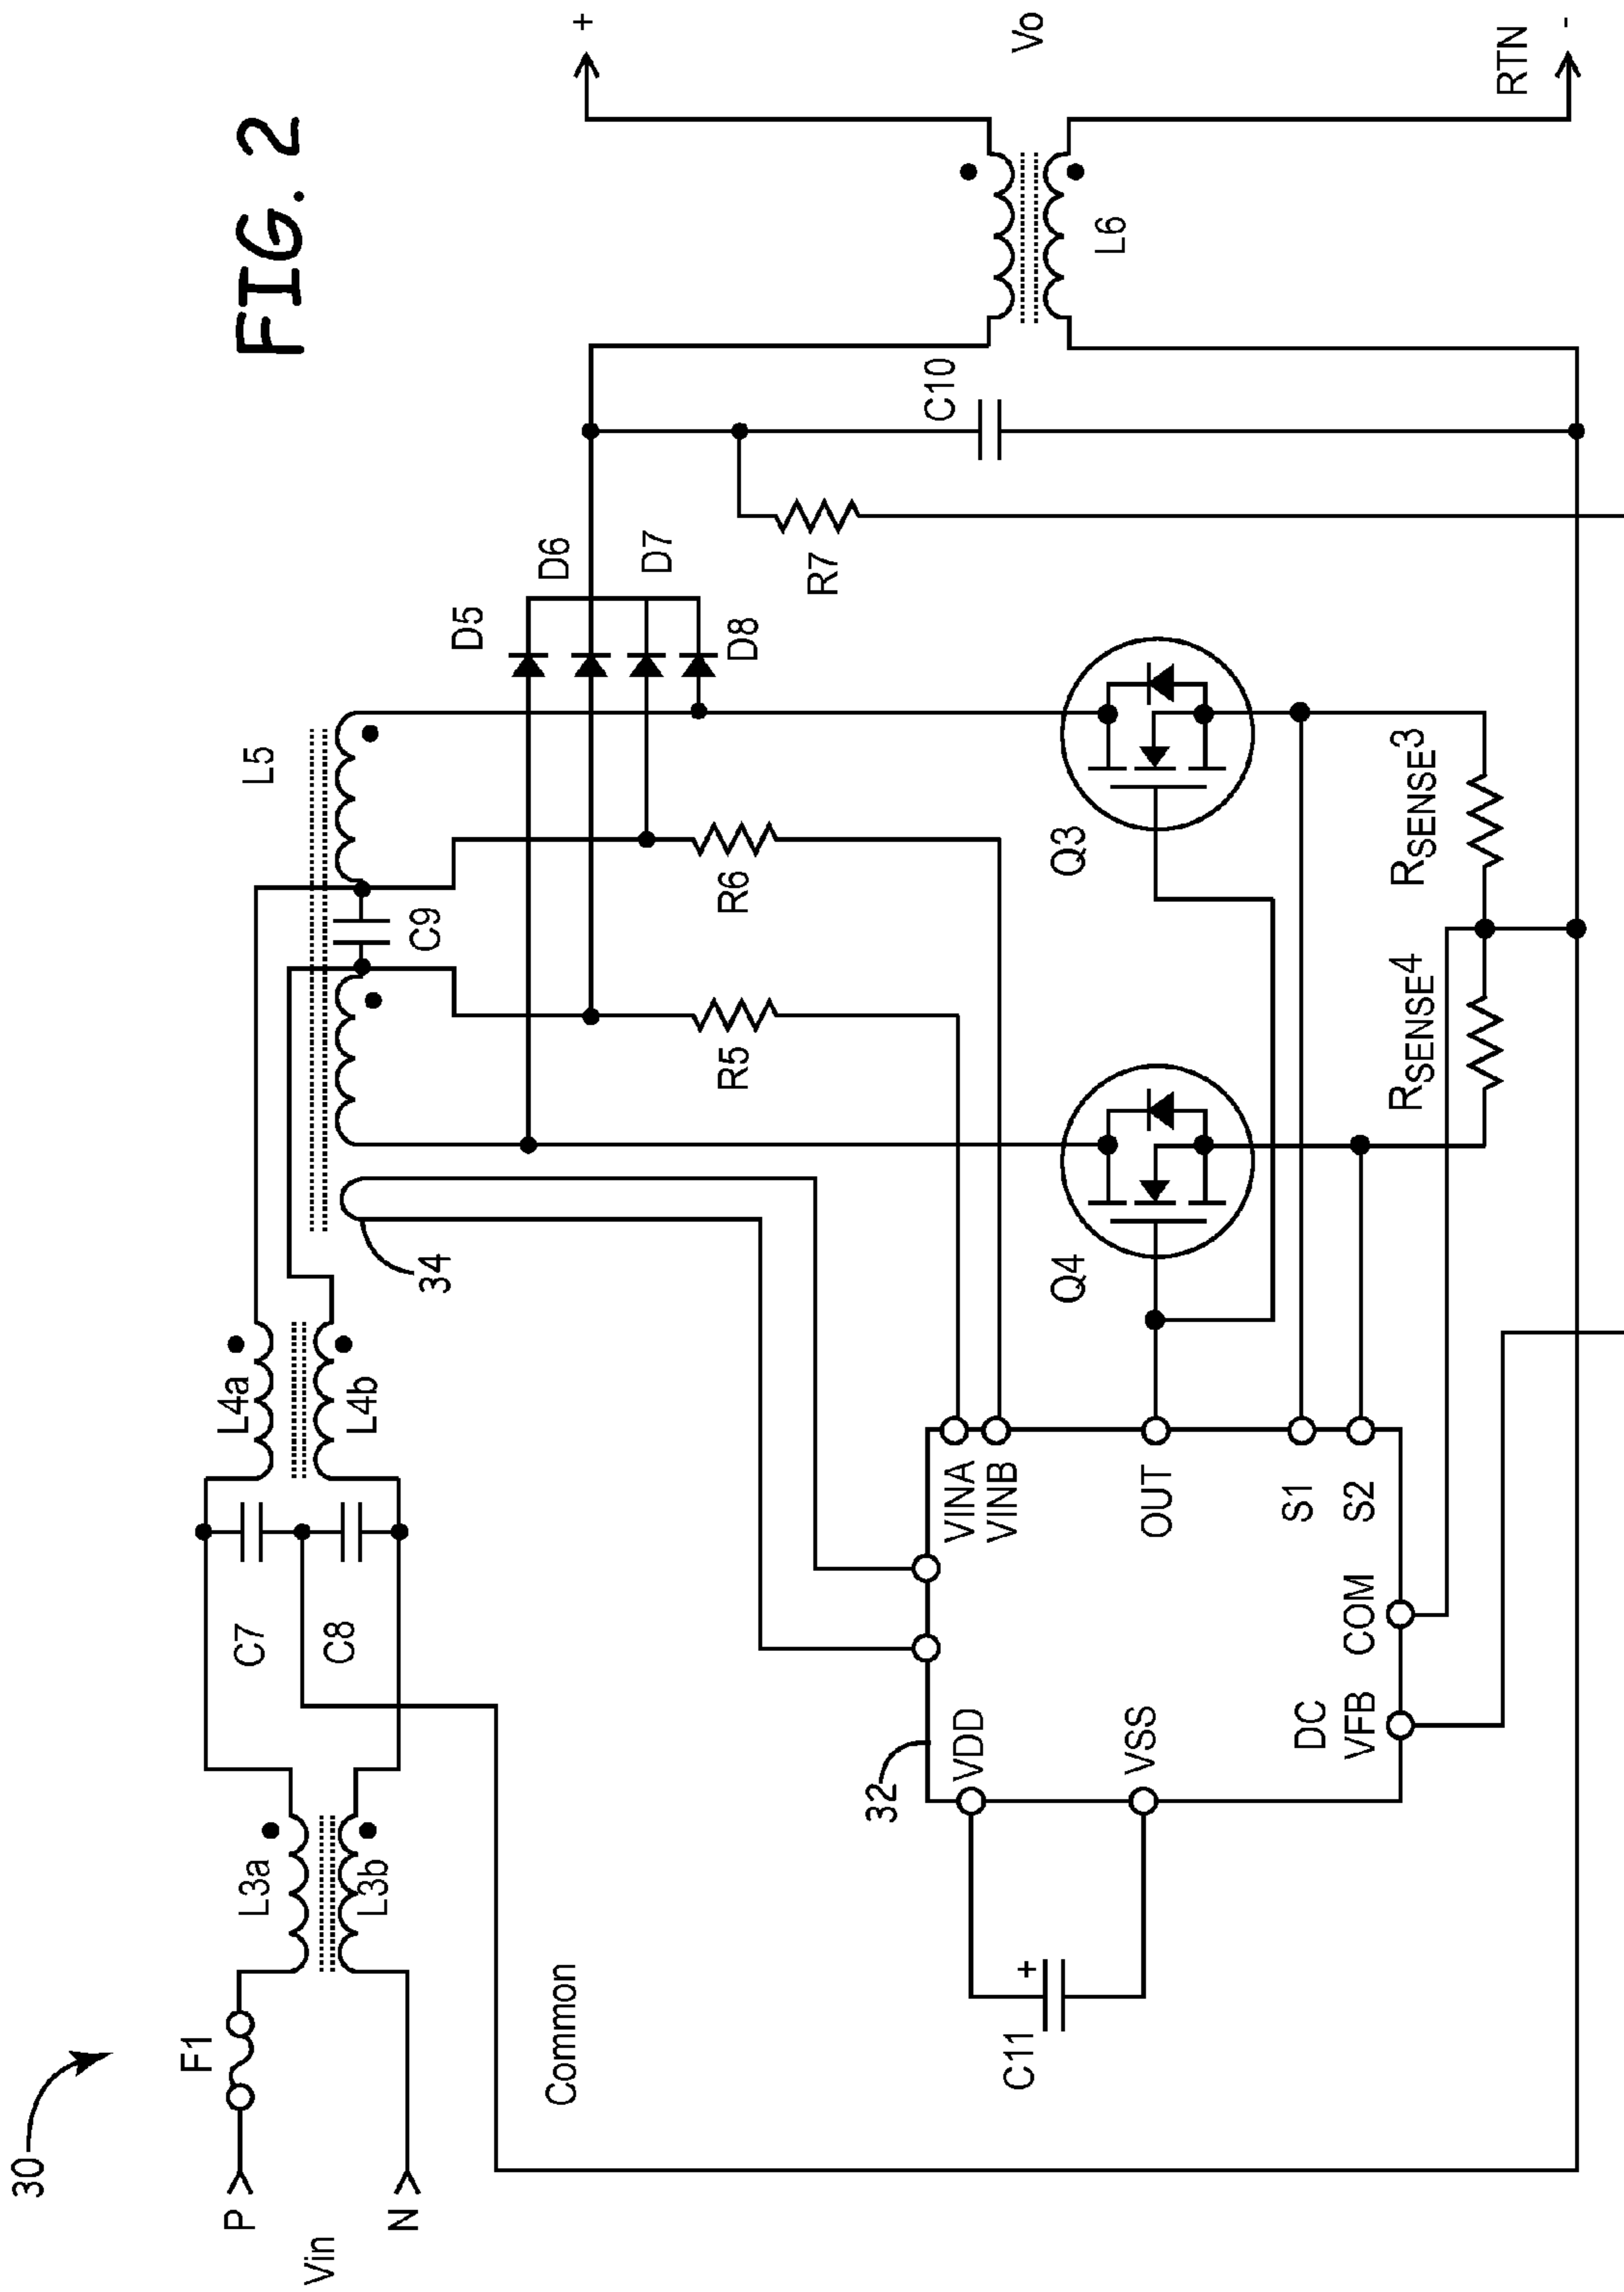 FIG. 2
30
Vin
P
N
F1
L3a
L3b
C7
C8
L4a
L4b
Common
34
L5
C9
D5
D6
D7
D8
R5
R6
R7
C10
L6
+
Vo
RTN
-
Q3
Q4
RSENSE3
RSENSE4
32
VDD
VSS
VINA
VINB
OUT
S1
S2
COM
DC
VFB
C11
+